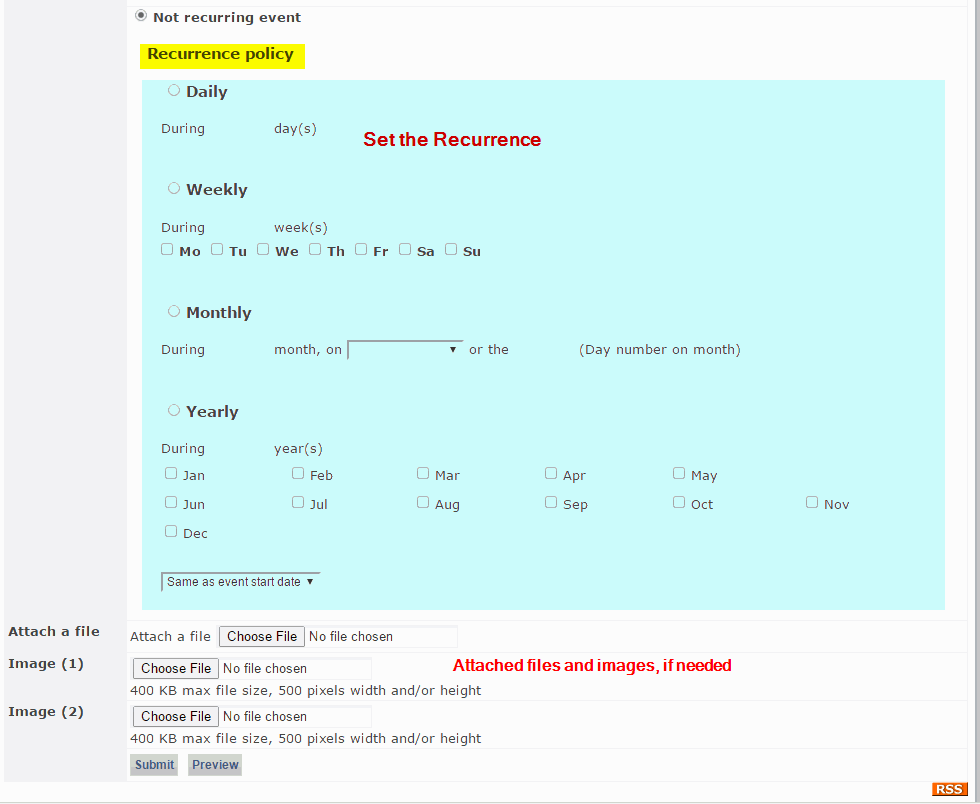 Not recurring event
Recurrence policy
Daily
During day(s)
Set the Recurrence
Weekly
During week(s)
Mo Tu We Th Fr Sa Su
Monthly
During month, on or the (Day number on month)
Yearly
During year(s)
Jan Feb Mar Apr May
Jun Jul Aug Sep Oct Nov
Dec
Same as event start date
Attach a file Attach a file Choose File No file chosen
Image (1) Choose File No file chosen Attached files and images, if needed
400 KB max file size, 500 pixels width and/or height
Image (2) Choose File No file chosen
400 KB max file size, 500 pixels width and/or height
Submit Preview
RSS